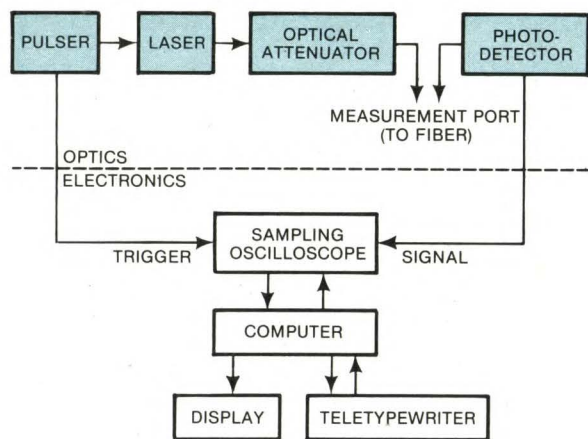 PULSER
LASER
OPTICAL
ATTENUATOR
PHOTO-
DETECTOR
MEASUREMENT PORT
(TO FIBER)
OPTICS
ELECTRONICS
TRIGGER
SAMPLING
OSCILLOSCOPE
SIGNAL
COMPUTER
DISPLAY
TELETYPEWRITER